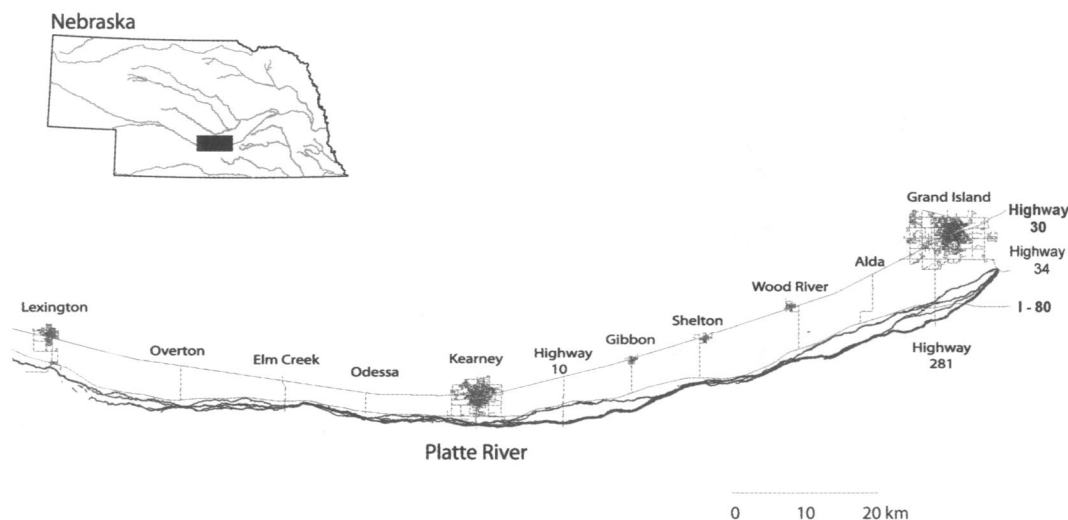 Nebraska
Grand Island
Highway
30
Highway
34
Alda
I - 80
Wood River
Lexington
Shelton
Highway
281
Gibbon
Overton
Elm Creek
Kearney
Highway
10
Odessa
Platte River
0 10 20 km